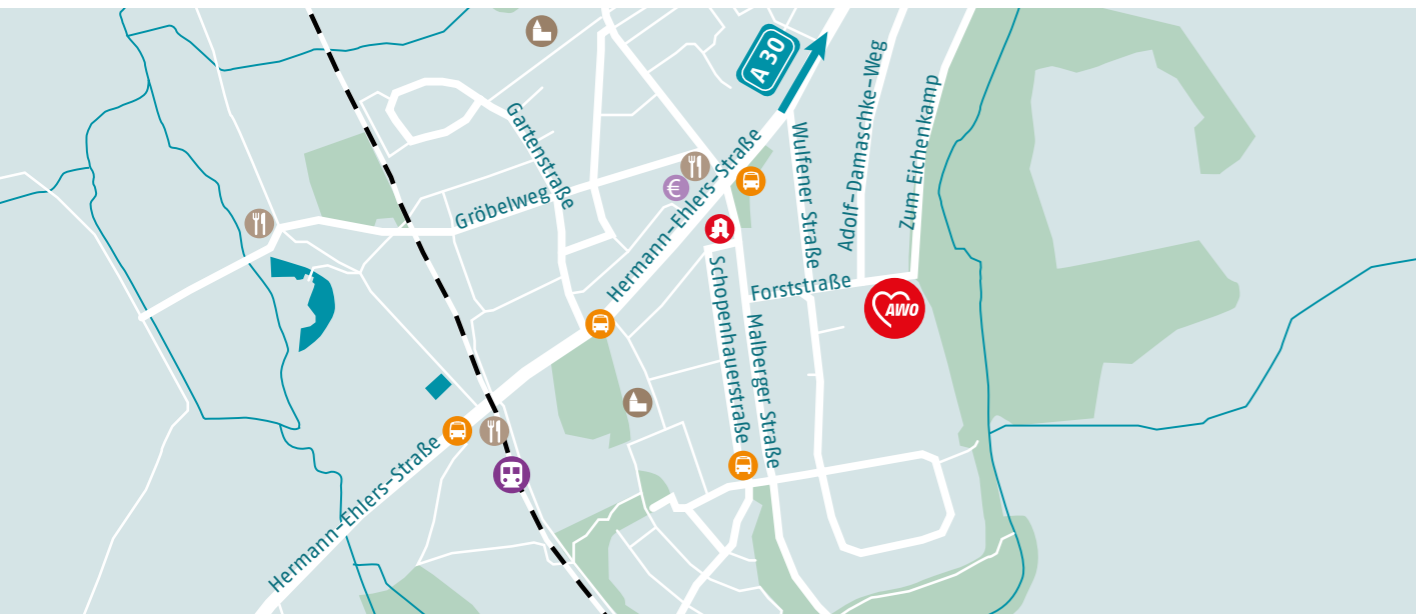 A 30
Adolf-Damaschke-Weg
Zum Eichenkamp
Gartenstraße
Wulfener Straße
Hermann-Ehlers-Straße
Gröbelweg
€
Schopenhauerstraße
Forststraße
AWO
Malberger Straße
Hermann-Ehlers-Straße